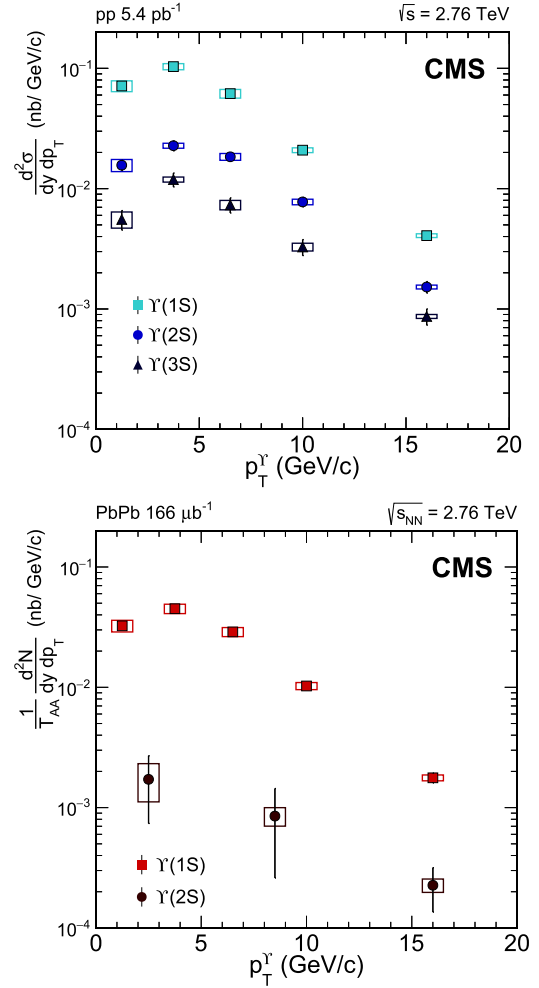 pp 5.4 pb⁻¹ √s = 2.76 TeV
CMS
d²σ / dy dp_T (nb/ GeV/c)
10⁻¹
10⁻²
10⁻³
10⁻⁴
ϒ(1S)
ϒ(2S)
ϒ(3S)
0 5 10 15 20
p_T^ϒ (GeV/c)
PbPb 166 μb⁻¹ √s_NN = 2.76 TeV
CMS
1/T_AA d²N / dy dp_T (nb/ GeV/c)
10⁻¹
10⁻²
10⁻³
10⁻⁴
ϒ(1S)
ϒ(2S)
0 5 10 15 20
p_T^ϒ (GeV/c)